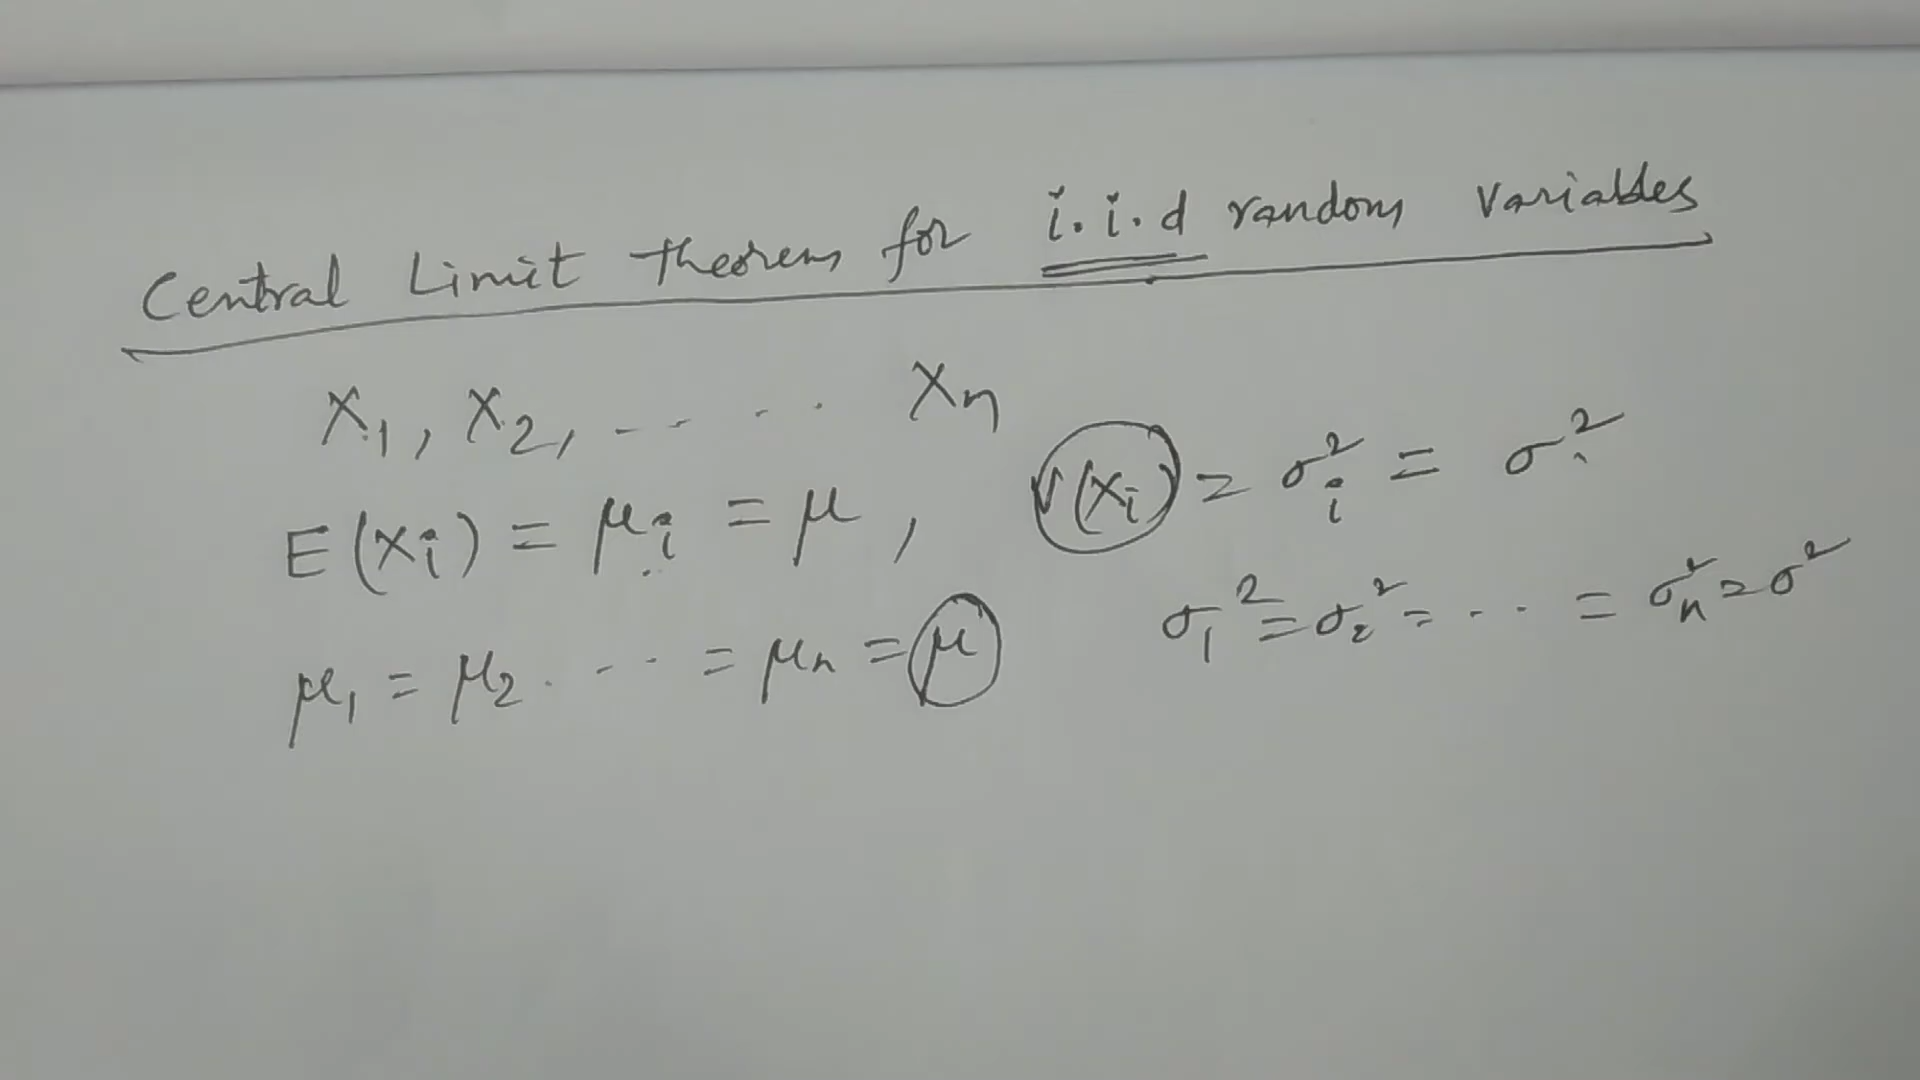 Central Limit theorem for i.i.d random variables
X₁, X₂, - - - · · · Xₙ
E(Xᵢ) = μᵢ = μ , V(Xᵢ) = σᵢ² = σ²
μ₁ = μ₂ . - - · · = μₙ = μ σ₁² = σ₂² = - · · = σₙ² = σ²